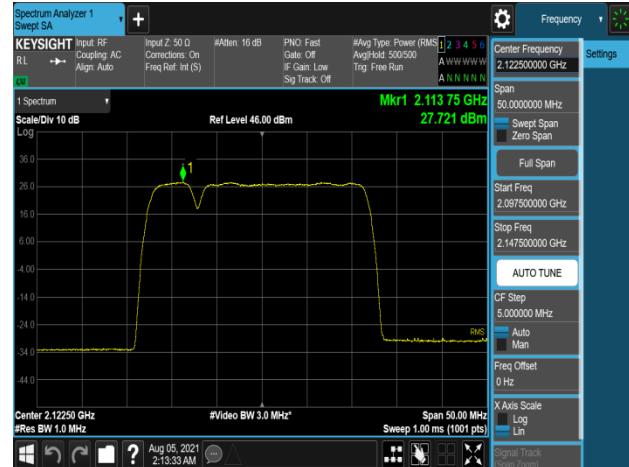 Spectrum Analyzer 1
Swept SA
Frequency
KEYSIGHT
RL
Input: RF
Coupling: AC
Align: Auto
Input Z: 50 Ω
Corrections: On
Freq Ref: Int (S)
#Atten: 16 dB
PNO: Fast
Gate: Off
IF Gain: Low
Sig Track: Off
#Avg Type: Power (RMS
Avg|Hold: 500/500
Trig: Free Run
1 2 3 4 5 6
A W W W W W
A N N N N N
Center Frequency
2.122500000 GHz
Settings
Span
50.0000000 MHz
Swept Span
Zero Span
Full Span
Start Freq
2.097500000 GHz
Stop Freq
2.147500000 GHz
AUTO TUNE
CF Step
5.000000 MHz
Auto
Man
Freq Offset
0 Hz
X Axis Scale
Log
Lin
Signal Track
(Span Zoom)
1 Spectrum
Scale/Div 10 dB
Log
Ref Level 46.00 dBm
Mkr1 2.113 75 GHz
27.721 dBm
36.0
26.0
16.0
6.00
-4.00
-14.0
-24.0
-34.0
-44.0
1
RMS
Center 2.12250 GHz
#Res BW 1.0 MHz
#Video BW 3.0 MHz*
Span 50.00 MHz
Sweep 1.00 ms (1001 pts)
?
Aug 05, 2021
2:13:33 AM